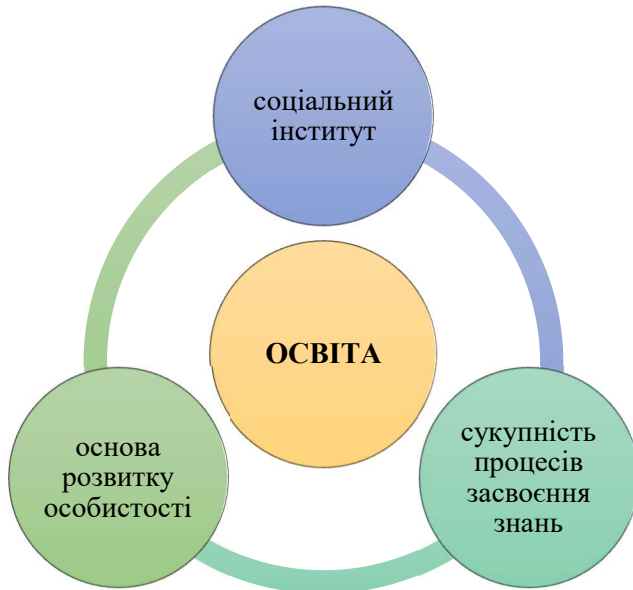 соціальний
інститут
ОСВІТА
основа
розвитку
особистості
сукупність
процесів
засвоєння
знань